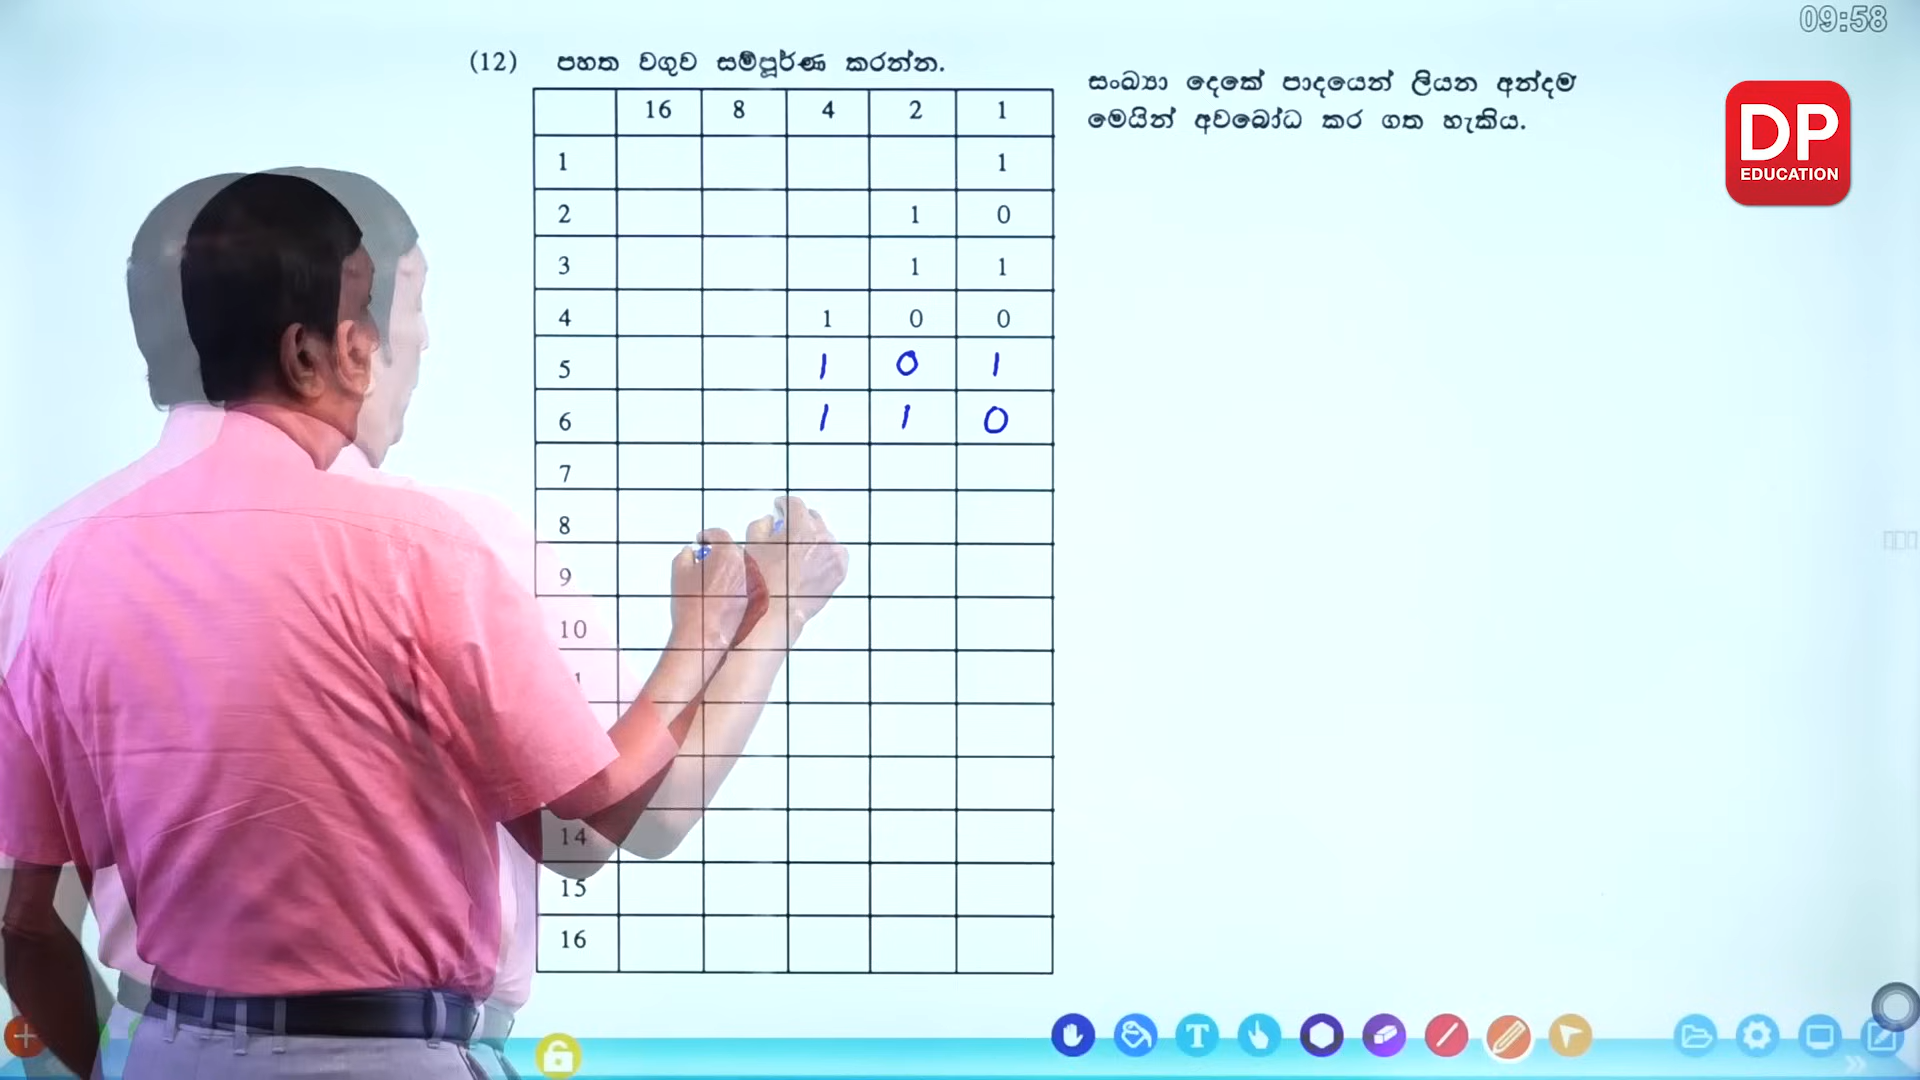 09:58
(12) පහත වගුව සම්පූර්ණ කරන්න.
සංඛ්‍යා දෙකේ පාදයෙන් ලියන අන්දම
මෙයින් අවබෝධ කර ගත හැකිය.
DP
EDUCATION
16 8 4 2 1
1 1
2 1 0
3 1 1
4 1 0 0
5 1 0 1
6 1 1 0
7
8
9
10
14
15
16